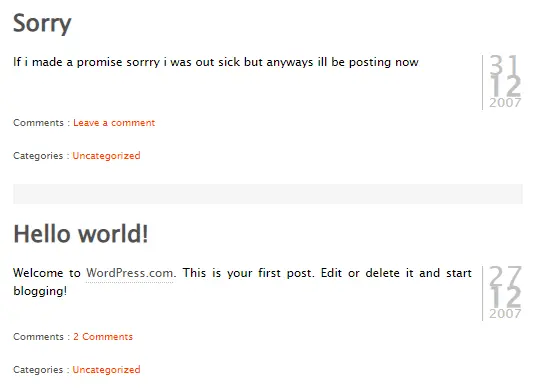 Sorry
If i made a promise sorrry i was out sick but anyways ill be posting now
31
12
2007
Comments : Leave a comment
Categories : Uncategorized
Hello world!
Welcome to WordPress.com. This is your first post. Edit or delete it and start
blogging!
27
12
2007
Comments : 2 Comments
Categories : Uncategorized